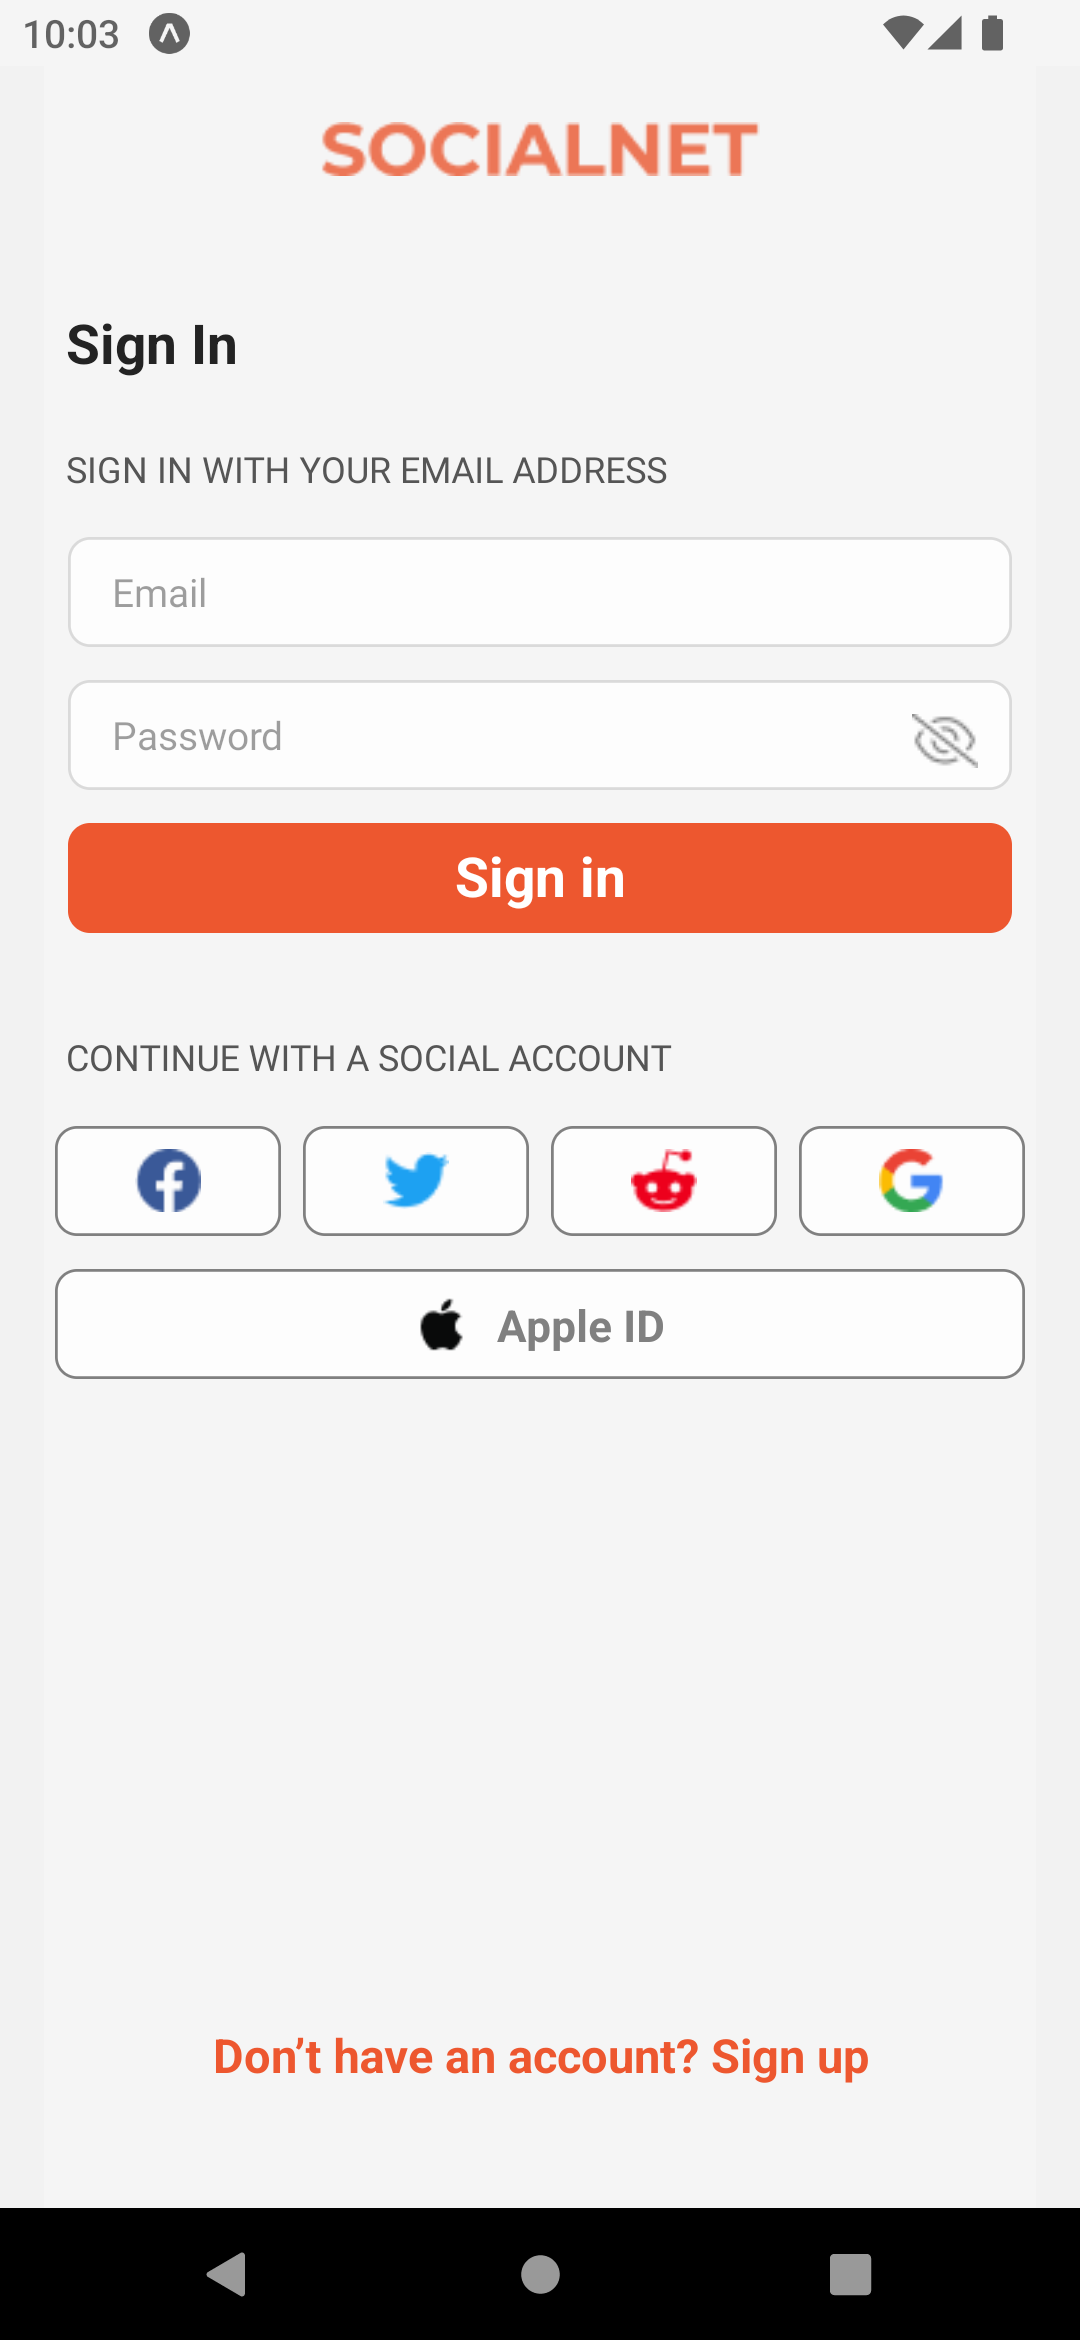 10:03
SOCIALNET
Sign In
SIGN IN WITH YOUR EMAIL ADDRESS
Email
Password
Sign in
CONTINUE WITH A SOCIAL ACCOUNT
Apple ID
Don’t have an account? Sign up